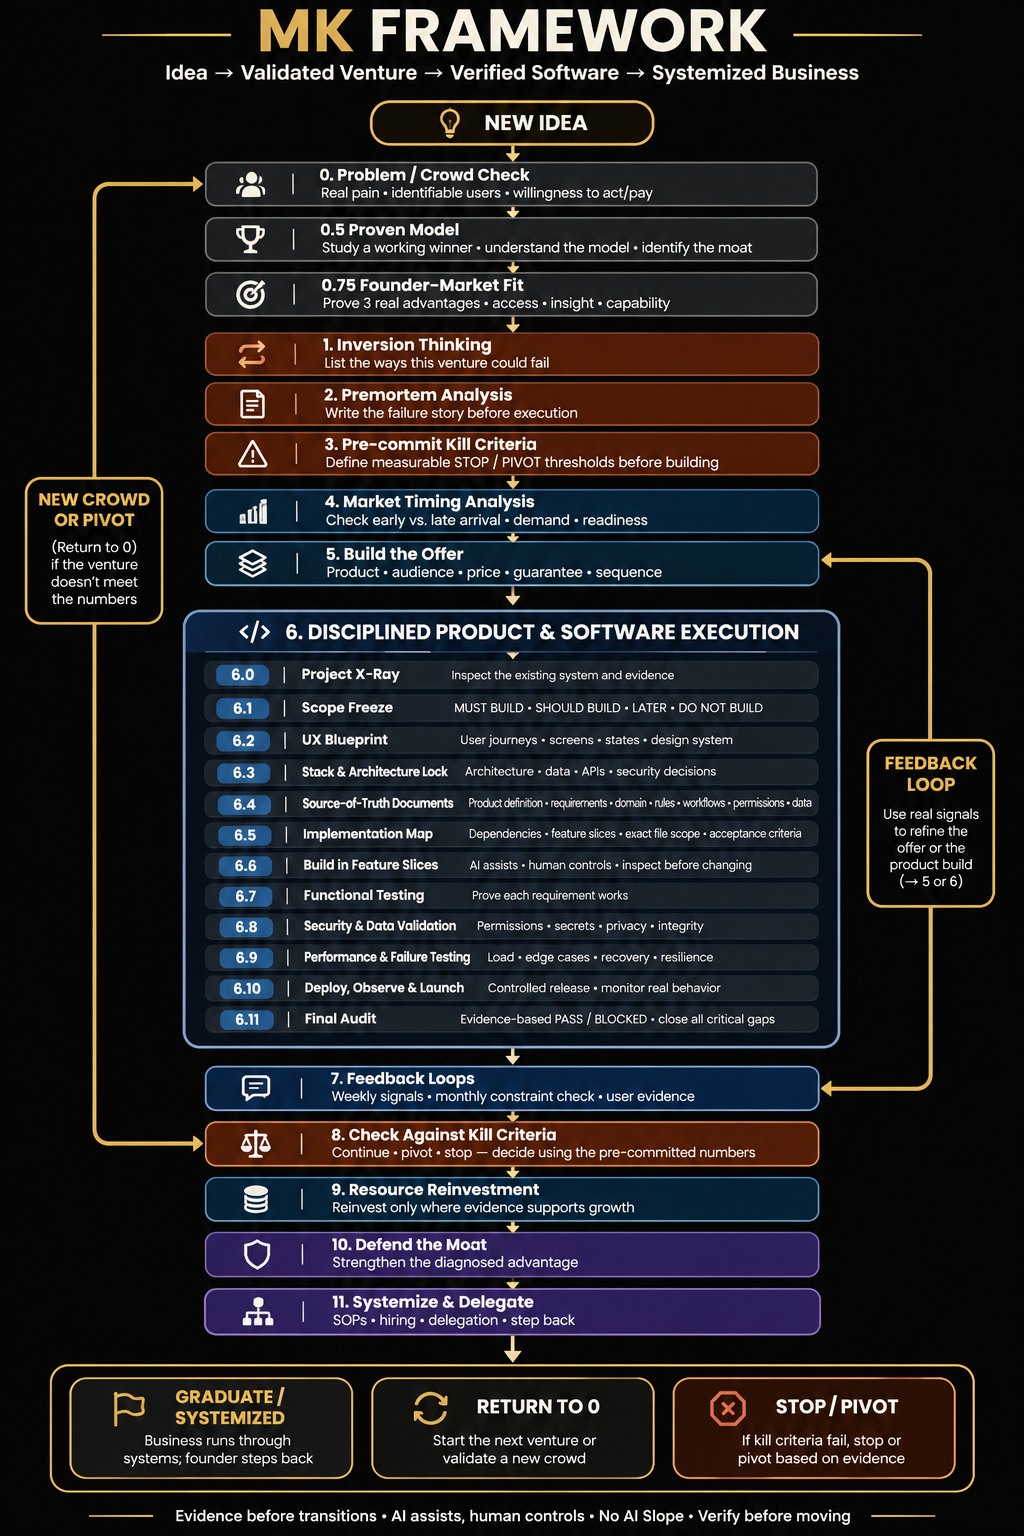 MK FRAMEWORK
Idea → Validated Venture → Verified Software → Systemized Business
NEW IDEA
0. Problem / Crowd Check
Real pain • identifiable users • willingness to act/pay
0.5 Proven Model
Study a working winner • understand the model • identify the moat
0.75 Founder–Market Fit
Prove 3 real advantages • access • insight • capability
1. Inversion Thinking
List the ways this venture could fail
2. Premortem Analysis
Write the failure story before execution
3. Pre-commit Kill Criteria
Define measurable STOP / PIVOT thresholds before building
4. Market Timing Analysis
Check early vs. late arrival • demand • readiness
5. Build the Offer
Product • audience • price • guarantee • sequence
NEW CROWD
OR PIVOT
(Return to 0)
if the venture
doesn't meet
the numbers
</> 6. DISCIPLINED PRODUCT & SOFTWARE EXECUTION
6.0 Project X-Ray Inspect the existing system and evidence
6.1 Scope Freeze MUST BUILD • SHOULD BUILD • LATER • DO NOT BUILD
6.2 UX Blueprint User journeys • screens • states • design system
6.3 Stack & Architecture Lock Architecture • data • APIs • security decisions
6.4 Source-of-Truth Documents Product definition • requirements • domain • rules • workflows • permissions • data
6.5 Implementation Map Dependencies • feature slices • exact file scope • acceptance criteria
6.6 Build in Feature Slices AI assists • human controls • inspect before changing
6.7 Functional Testing Prove each requirement works
6.8 Security & Data Validation Permissions • secrets • privacy • integrity
6.9 Performance & Failure Testing Load • edge cases • recovery • resilience
6.10 Deploy, Observe & Launch Controlled release • monitor real behavior
6.11 Final Audit Evidence-based PASS / BLOCKED • close all critical gaps
FEEDBACK
LOOP
Use real signals
to refine the
offer or the
product build
(→ 5 or 6)
7. Feedback Loops
Weekly signals • monthly constraint check • user evidence
8. Check Against Kill Criteria
Continue • pivot • stop — decide using the pre-committed numbers
9. Resource Reinvestment
Reinvest only where evidence supports growth
10. Defend the Moat
Strengthen the diagnosed advantage
11. Systemize & Delegate
SOPs • hiring • delegation • step back
GRADUATE /
SYSTEMIZED
Business runs through
systems; founder steps back
RETURN TO 0
Start the next venture or
validate a new crowd
STOP / PIVOT
If kill criteria fail, stop or
pivot based on evidence
Evidence before transitions • AI assists, human controls • No AI Slope • Verify before moving